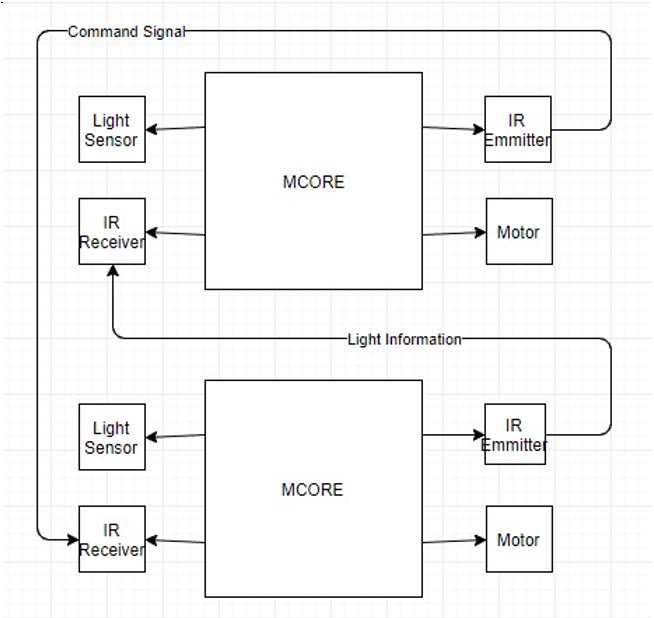 Command Signal
Light
Sensor
MCORE
IR
Emmitter
IR
Receiver
Motor
Light Information
Light
Sensor
MCORE
IR
Emmitter
IR
Receiver
Motor